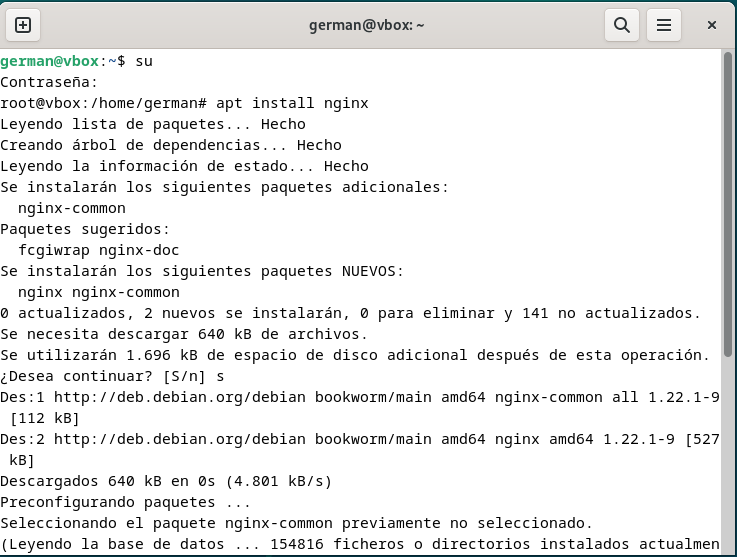 german@vbox: ~
german@vbox:~$ su
Contraseña:
root@vbox:/home/german# apt install nginx
Leyendo lista de paquetes... Hecho
Creando árbol de dependencias... Hecho
Leyendo la información de estado... Hecho
Se instalarán los siguientes paquetes adicionales:
  nginx-common
Paquetes sugeridos:
  fcgiwrap nginx-doc
Se instalarán los siguientes paquetes NUEVOS:
  nginx nginx-common
0 actualizados, 2 nuevos se instalarán, 0 para eliminar y 141 no actualizados.
Se necesita descargar 640 kB de archivos.
Se utilizarán 1.696 kB de espacio de disco adicional después de esta operación.
¿Desea continuar? [S/n] s
Des:1 http://deb.debian.org/debian bookworm/main amd64 nginx-common all 1.22.1-9
 [112 kB]
Des:2 http://deb.debian.org/debian bookworm/main amd64 nginx amd64 1.22.1-9 [527
 kB]
Descargados 640 kB en 0s (4.801 kB/s)
Preconfigurando paquetes ...
Seleccionando el paquete nginx-common previamente no seleccionado.
(Leyendo la base de datos ... 154816 ficheros o directorios instalados actualmen